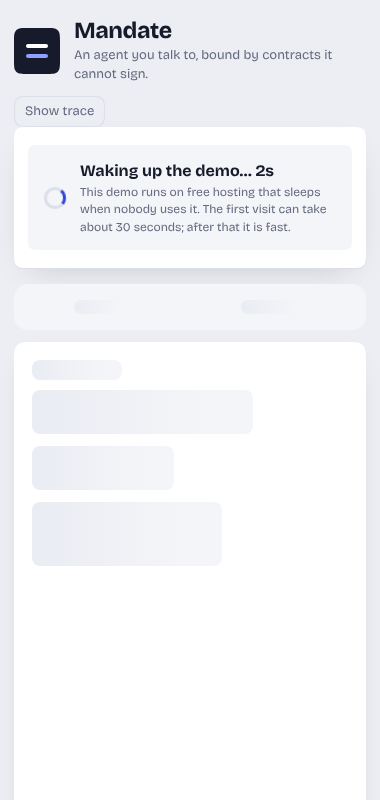 Mandate
An agent you talk to, bound by contracts it
cannot sign.
Show trace
Waking up the demo... 2s
This demo runs on free hosting that sleeps
when nobody uses it. The first visit can take
about 30 seconds; after that it is fast.